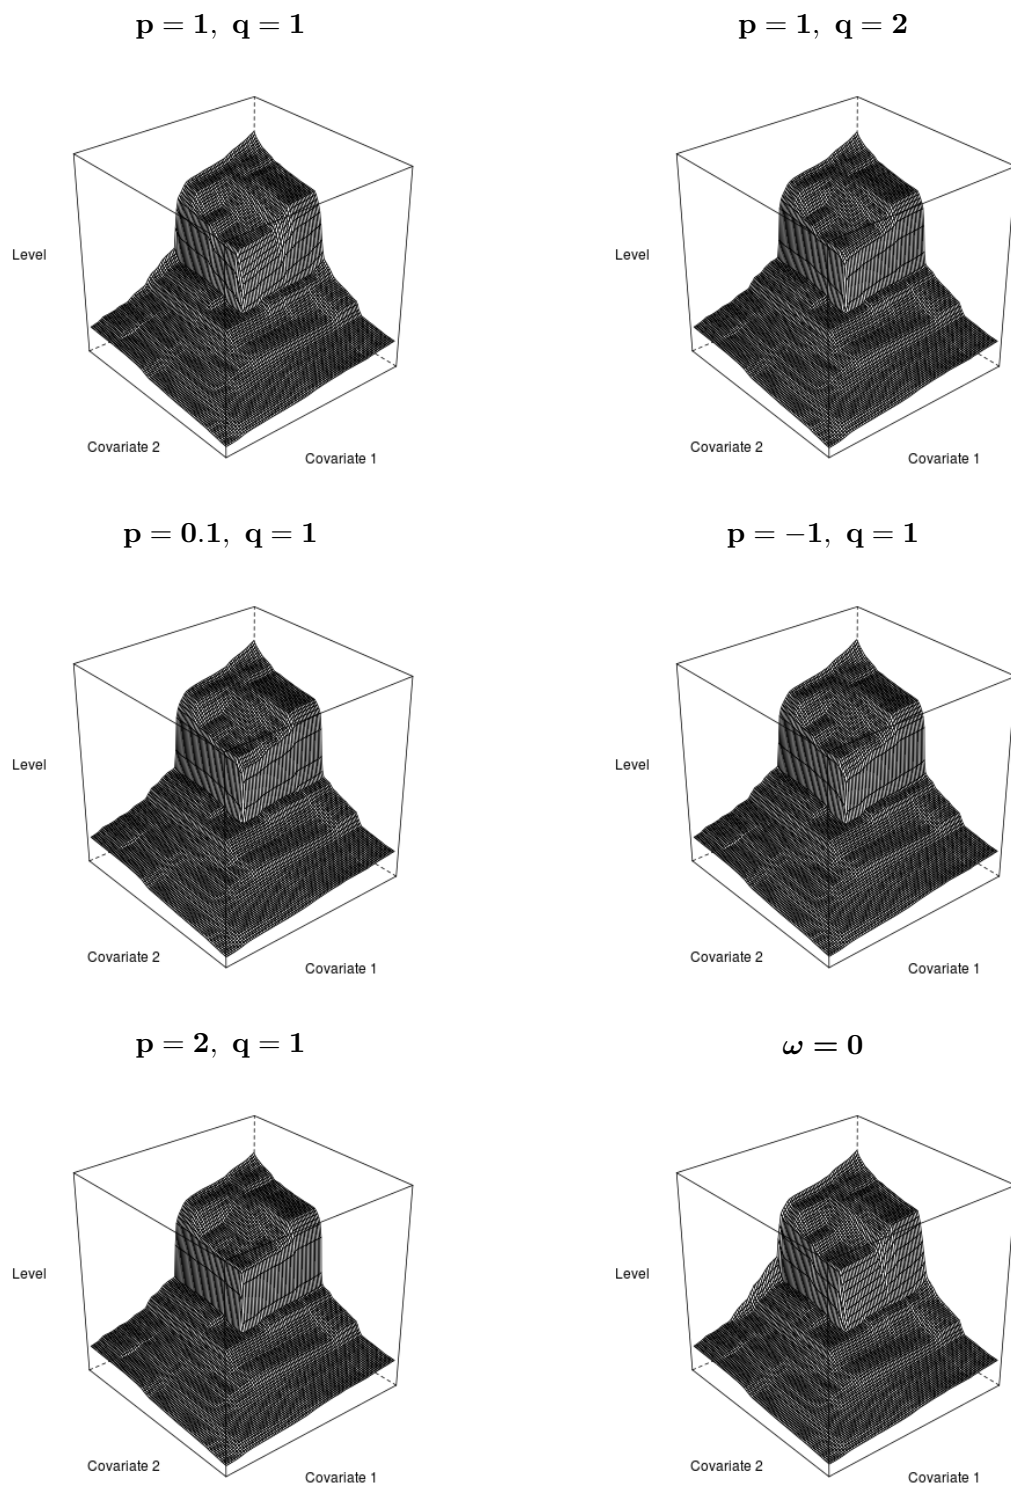 p = 1, q = 1
p = 1, q = 2
Level
Level
Covariate 2
Covariate 1
Covariate 2
Covariate 1
p = 0.1, q = 1
p = −1, q = 1
Level
Level
Covariate 2
Covariate 1
Covariate 2
Covariate 1
p = 2, q = 1
ω = 0
Level
Level
Covariate 2
Covariate 1
Covariate 2
Covariate 1